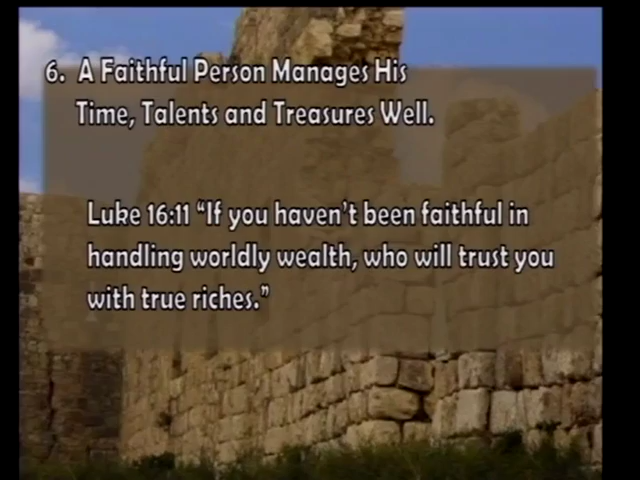 6. A Faithful Person Manages His
Time, Talents and Treasures Well.
Luke 16:11 “If you haven’t been faithful in
handling worldly wealth, who will trust you
with true riches.”